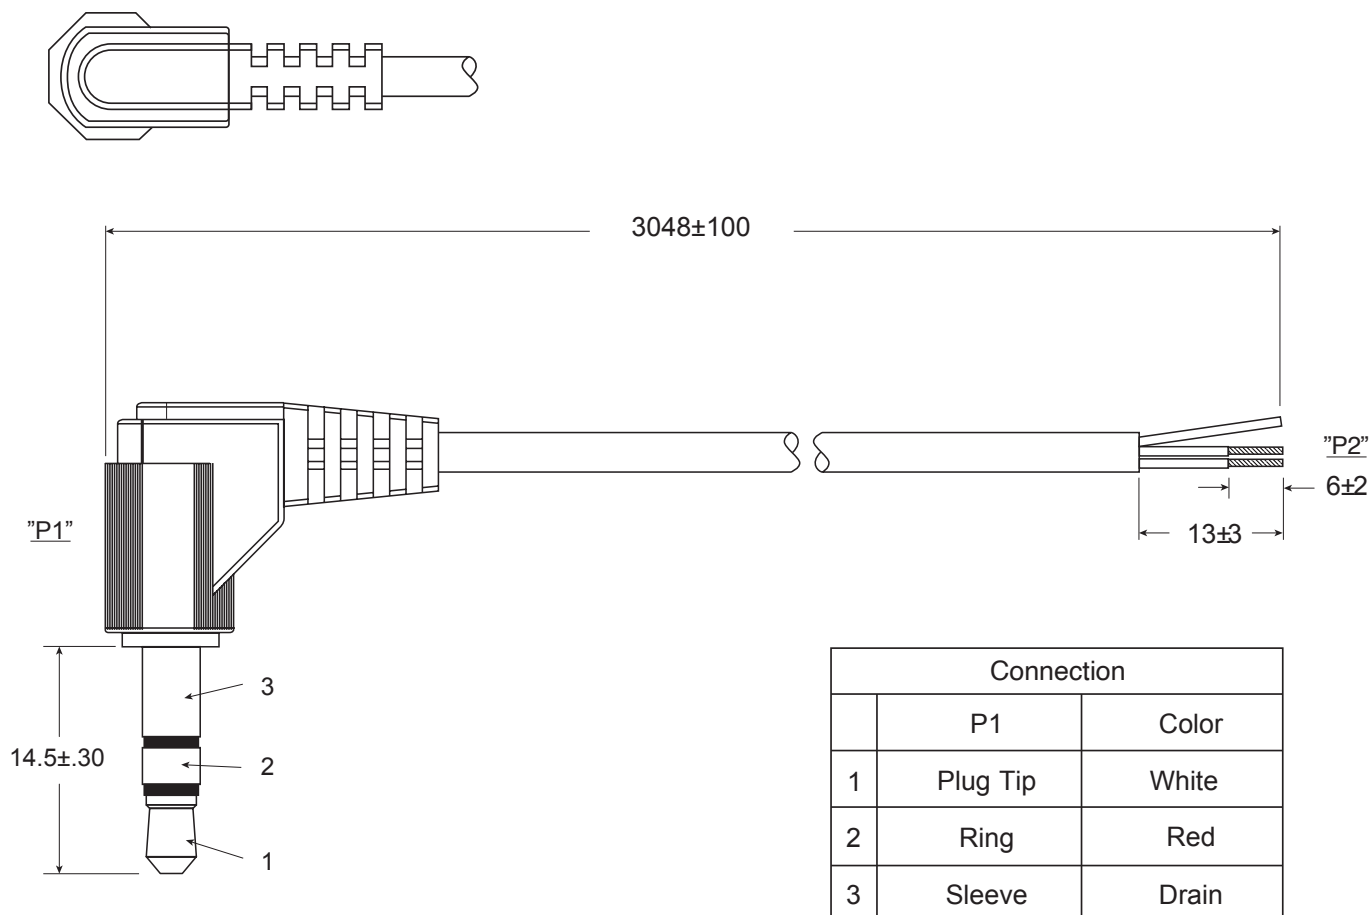 3048±100
"P2"
6±2
"P1"
13±3
3
14.5±.30
2
1
Connection
P1 Color
1 Plug Tip White
2 Ring Red
3 Sleeve Drain